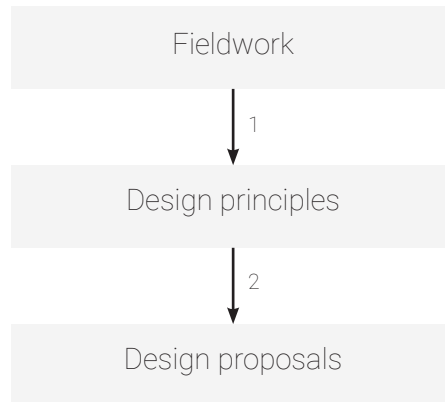 Fieldwork
1
Design principles
2
Design proposals